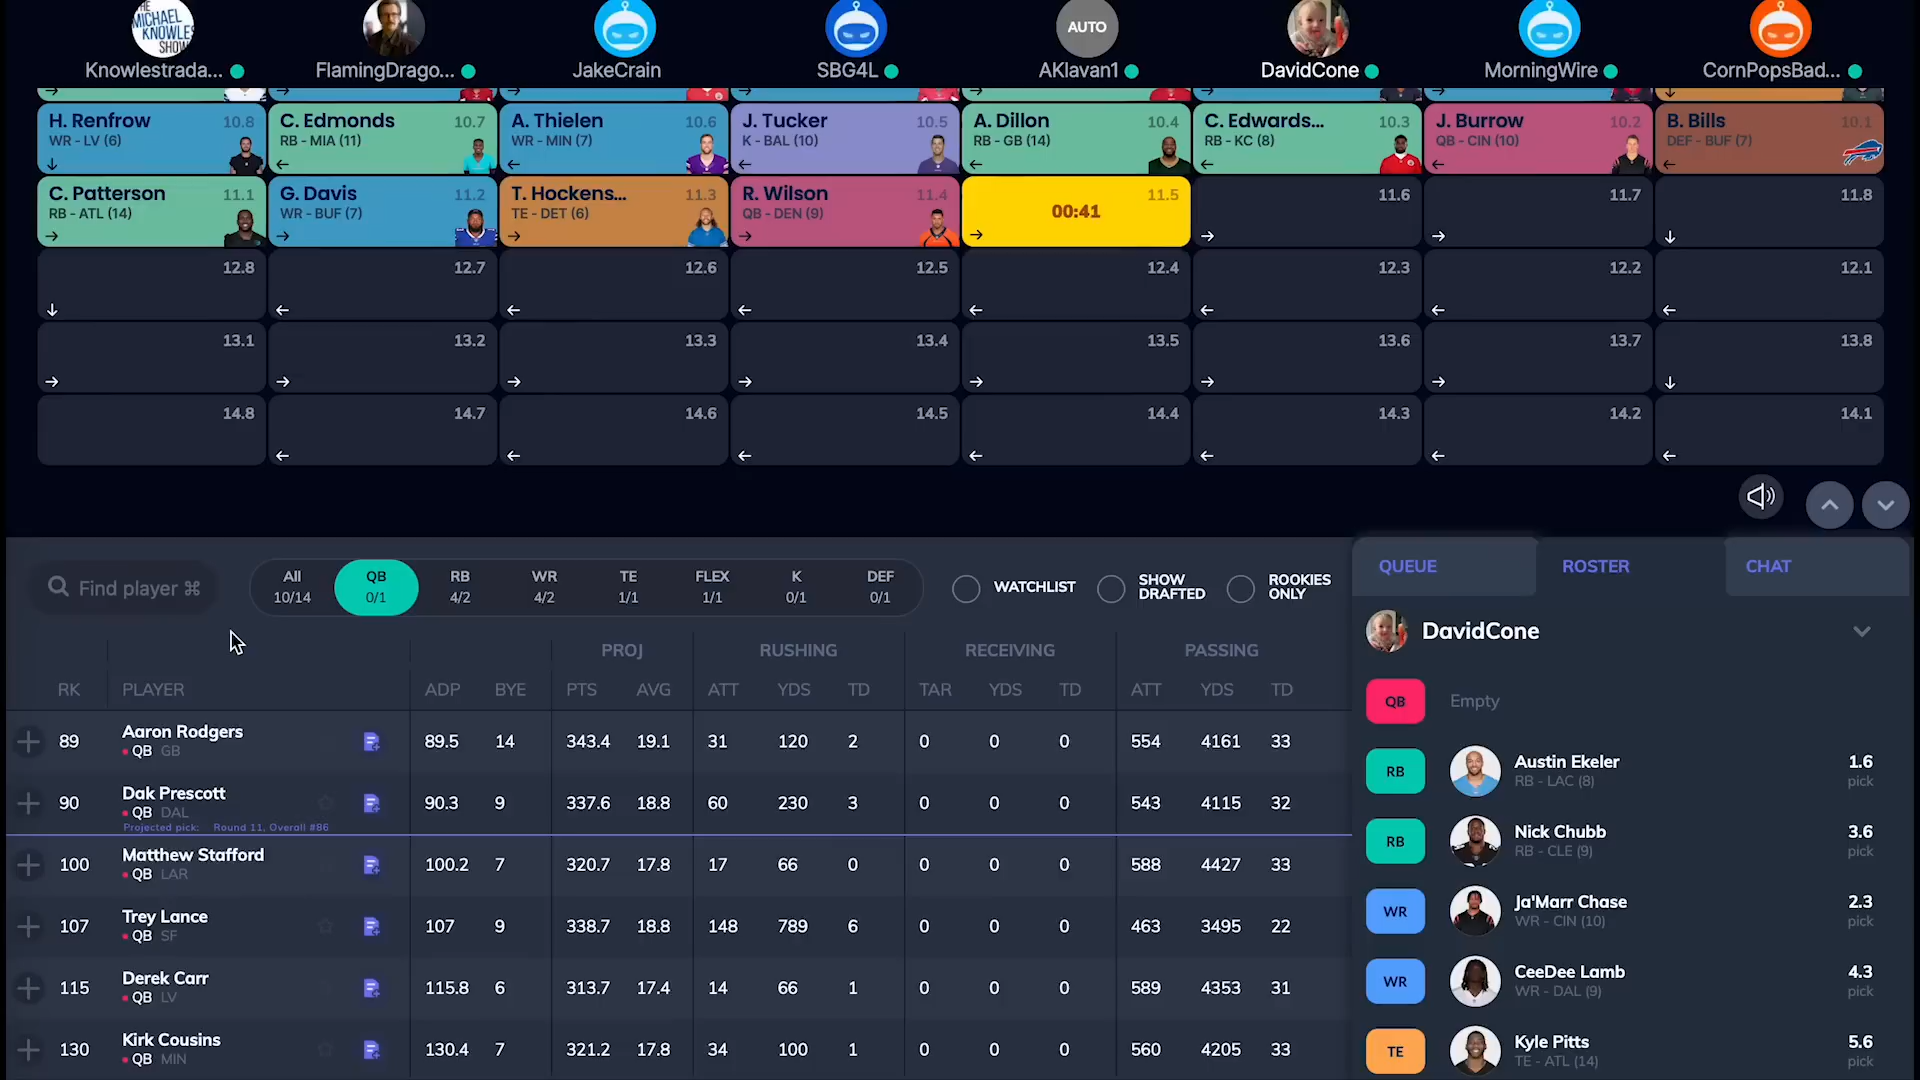 THE
MICHAEL
KNOWLES
SHOW
AUTO
Knowlestrada... FlamingDrago... JakeCrain SBG4L AKlavan1 DavidCone MorningWire CornPopsBad...
H. Renfrow 10.8 C. Edmonds 10.7 A. Thielen 10.6 J. Tucker 10.5 A. Dillon 10.4 C. Edwards... 10.3 J. Burrow 10.2 B. Bills 10.1
WR - LV (6) RB - MIA (11) WR - MIN (7) K - BAL (10) RB - GB (14) RB - KC (8) QB - CIN (10) DEF - BUF (7)
C. Patterson 11.1 G. Davis 11.2 T. Hockens... 11.3 R. Wilson 11.4 11.5 11.6 11.7 11.8
RB - ATL (14) WR - BUF (7) TE - DET (6) QB - DEN (9) 00:41
12.8 12.7 12.6 12.5 12.4 12.3 12.2 12.1
13.1 13.2 13.3 13.4 13.5 13.6 13.7 13.8
14.8 14.7 14.6 14.5 14.4 14.3 14.2 14.1
Find player ⌘
All QB RB WR TE FLEX K DEF
10/14 0/1 4/2 4/2 1/1 1/1 0/1 0/1
WATCHLIST
SHOW
DRAFTED
ROOKIES
ONLY
QUEUE ROSTER CHAT
PROJ RUSHING RECEIVING PASSING
RK PLAYER ADP BYE PTS AVG ATT YDS TD TAR YDS TD ATT YDS TD
89 Aaron Rodgers 89.5 14 343.4 19.1 31 120 2 0 0 0 554 4161 33
QB GB
90 Dak Prescott 90.3 9 337.6 18.8 60 230 3 0 0 0 543 4115 32
QB DAL
Projected pick: Round 11, Overall #86
100 Matthew Stafford 100.2 7 320.7 17.8 17 66 0 0 0 0 588 4427 33
QB LAR
107 Trey Lance 107 9 338.7 18.8 148 789 6 0 0 0 463 3495 22
QB SF
115 Derek Carr 115.8 6 313.7 17.4 14 66 1 0 0 0 589 4353 31
QB LV
130 Kirk Cousins 130.4 7 321.2 17.8 34 100 1 0 0 0 560 4205 33
QB MIN
DavidCone
QB Empty
RB Austin Ekeler 1.6
RB - LAC (8) pick
RB Nick Chubb 3.6
RB - CLE (9) pick
WR Ja'Marr Chase 2.3
WR - CIN (10) pick
WR CeeDee Lamb 4.3
WR - DAL (9) pick
TE Kyle Pitts 5.6
TE - ATL (14) pick